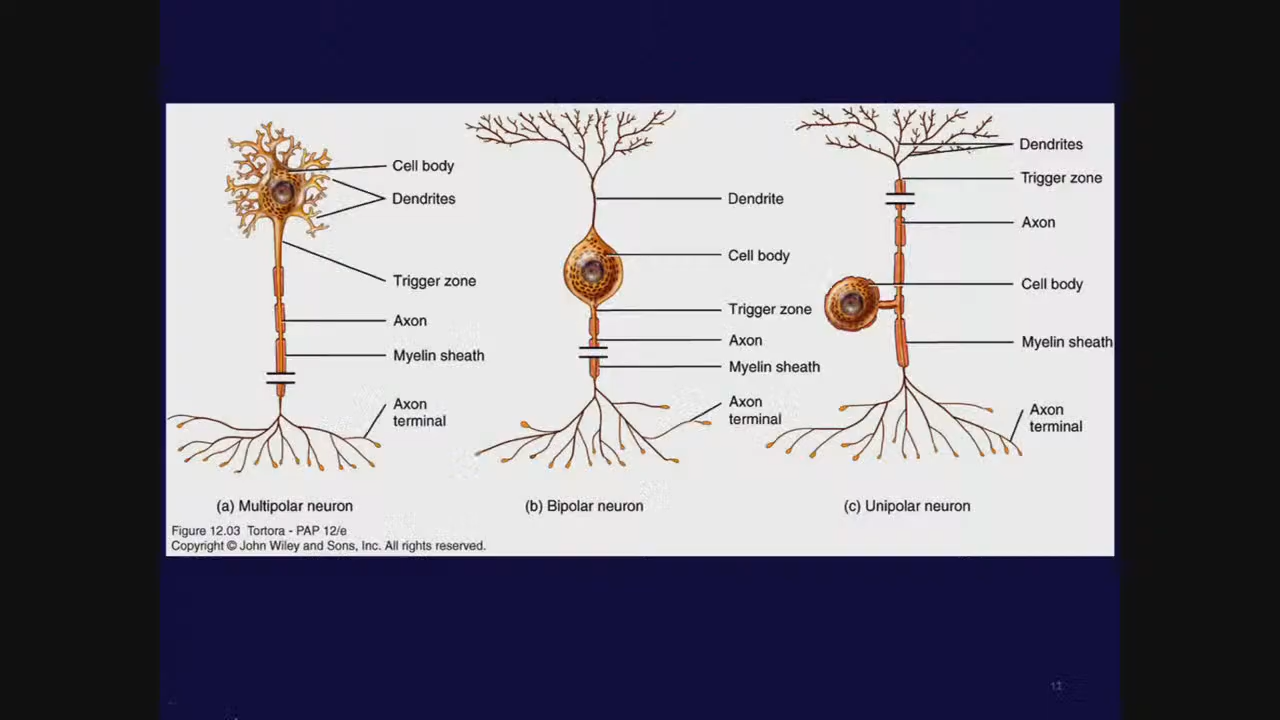 Cell body
Dendrites
Trigger zone
Axon
Myelin sheath
Axon
terminal
(a) Multipolar neuron
Dendrite
Cell body
Trigger zone
Axon
Myelin sheath
Axon
terminal
(b) Bipolar neuron
Dendrites
Trigger zone
Axon
Cell body
Myelin sheath
Axon
terminal
(c) Unipolar neuron
Figure 12.03 Tortora - PAP 12/e
Copyright © John Wiley and Sons, Inc. All rights reserved.